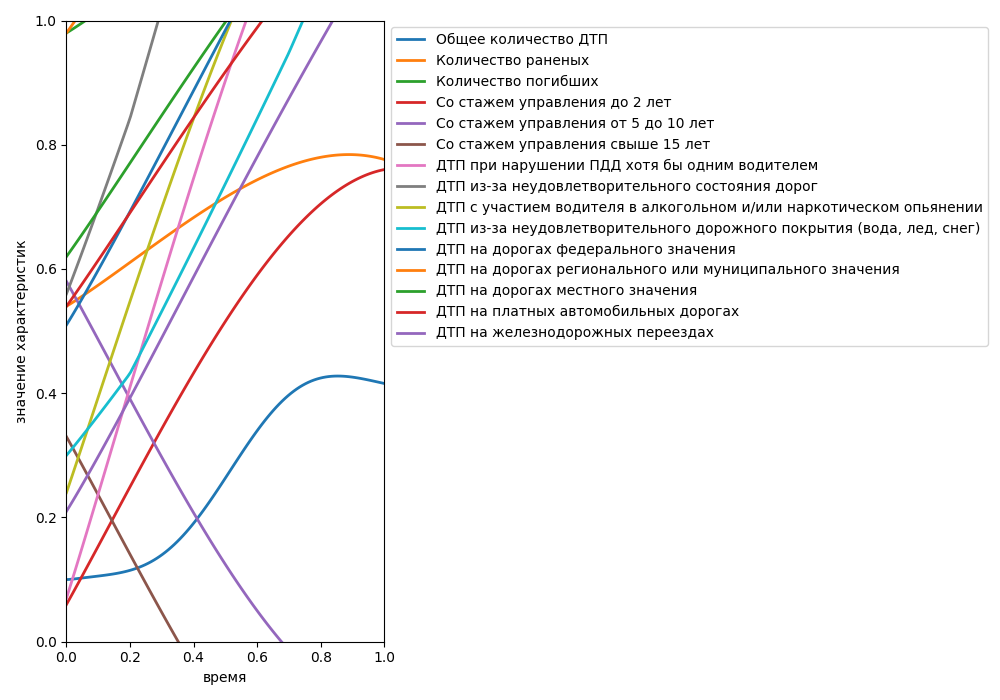 1.0
0.8
0.6
0.4
0.2
0.0
значение характеристик
0.0 0.2 0.4 0.6 0.8 1.0
время
Общее количество ДТП
Количество раненых
Количество погибших
Со стажем управления до 2 лет
Со стажем управления от 5 до 10 лет
Со стажем управления свыше 15 лет
ДТП при нарушении ПДД хотя бы одним водителем
ДТП из-за неудовлетворительного состояния дорог
ДТП с участием водителя в алкогольном и/или наркотическом опьянении
ДТП из-за неудовлетворительного дорожного покрытия (вода, лед, снег)
ДТП на дорогах федерального значения
ДТП на дорогах регионального или муниципального значения
ДТП на дорогах местного значения
ДТП на платных автомобильных дорогах
ДТП на железнодорожных переездах